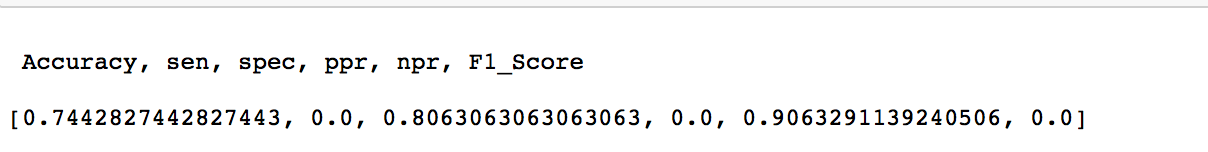 Accuracy, sen, spec, ppr, npr, F1_Score
[0.7442827442827443, 0.0, 0.8063063063063063, 0.0, 0.9063291139240506, 0.0]